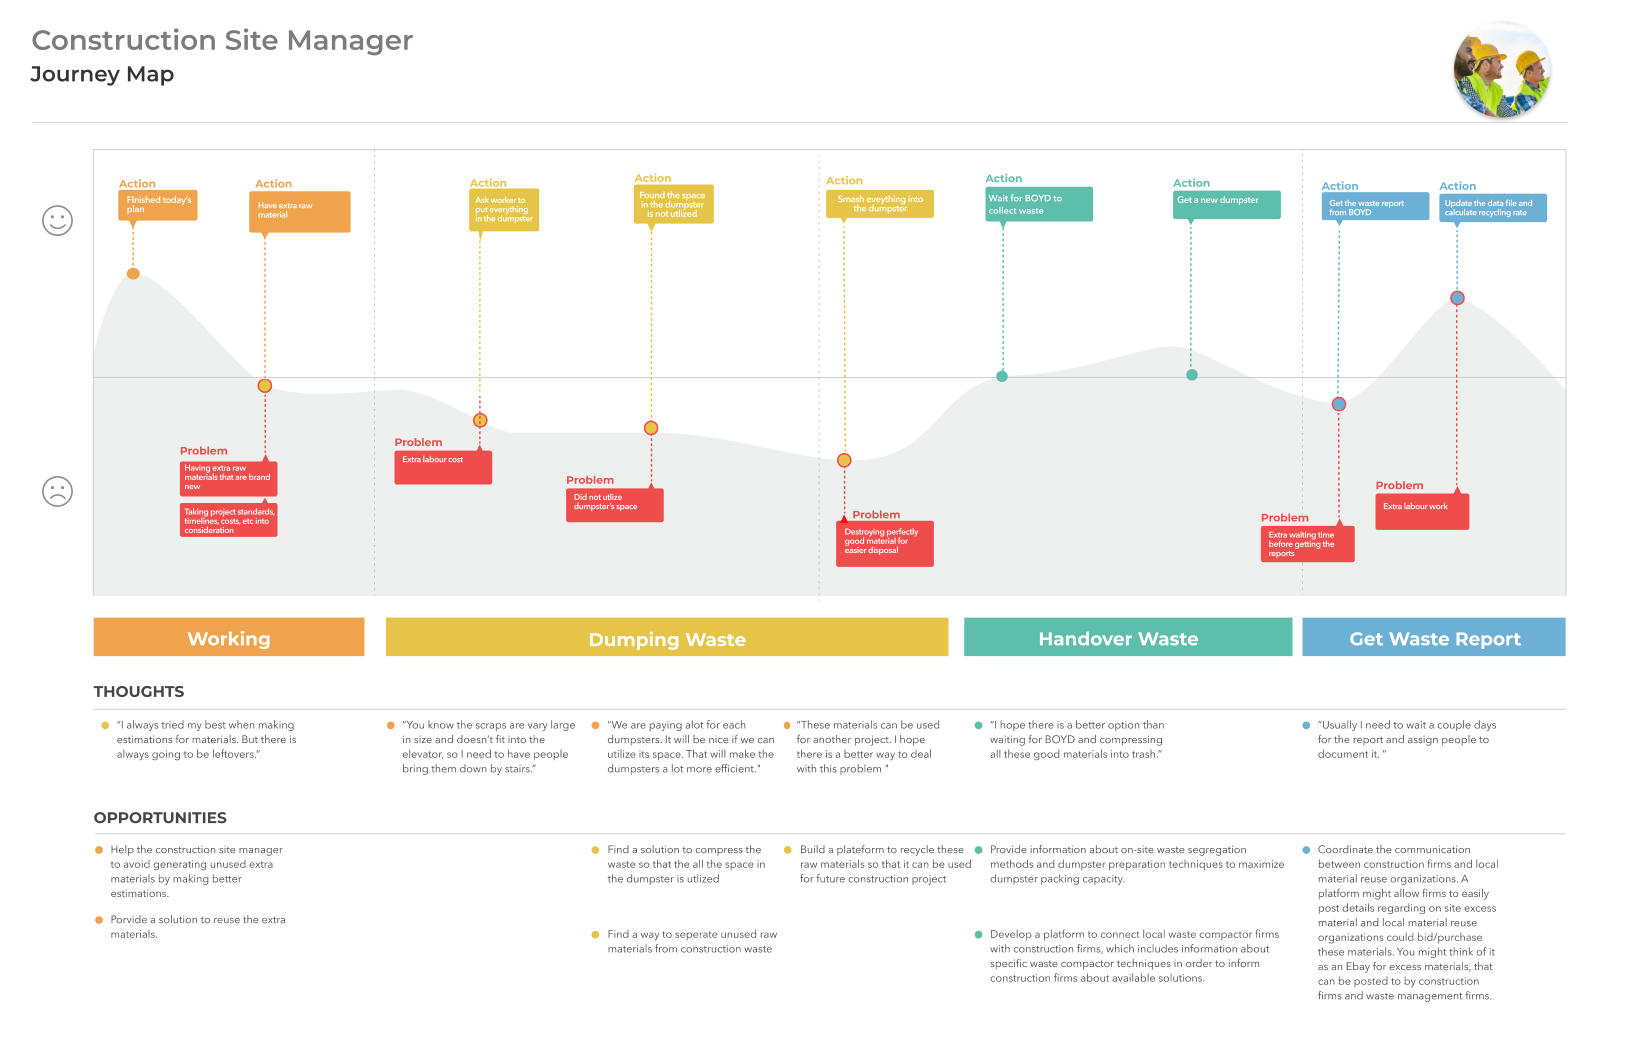 Construction Site Manager
Journey Map
Action
FInished today's
plan
Action
Have extra raw
material
Action
Ask worker to
put everything
in the dumpster
Action
Found the space
in the dumpster
is not utlized
Action
Smash eveything into
the dumpster
Action
Wait for BOYD to
collect waste
Action
Get a new dumpster
Action
Get the waste report
from BOYD
Action
Update the data file and
calculate recycling rate
Problem
Having extra raw
materials that are brand
new
Taking project standards,
timelines, costs, etc into
consideration
Problem
Extra labour cost
Problem
Did not utlize
dumpster's space
Problem
Destroying perfectly
good material for
easier disposal
Problem
Extra waiting time
before getting the
reports
Problem
Extra labour work
Working
Dumping Waste
Handover Waste
Get Waste Report
THOUGHTS
"I always tried my best when making
estimations for materials. But there is
always going to be leftovers."
"You know the scraps are vary large
in size and doesn't fit into the
elevator, so I need to have people
bring them down by stairs."
"We are paying alot for each
dumpsters. It will be nice if we can
utilize its space. That will make the
dumpsters a lot more efficient."
"These materials can be used
for another project. I hope
there is a better way to deal
with this problem "
"I hope there is a better option than
waiting for BOYD and compressing
all these good materials into trash."
"Usually I need to wait a couple days
for the report and assign people to
document it. "
OPPORTUNITIES
Help the construction site manager
to avoid generating unused extra
materials by making better
estimations.
Porvide a solution to reuse the extra
materials.
Find a solution to compress the
waste so that the all the space in
the dumpster is utlized
Find a way to seperate unused raw
materials from construction waste
Build a plateform to recycle these
raw materials so that it can be used
for future construction project
Provide information about on-site waste segregation
methods and dumpster preparation techniques to maximize
dumpster packing capacity.
Develop a platform to connect local waste compactor firms
with construction firms, which includes information about
specific waste compactor techniques in order to inform
construction firms about available solutions.
Coordinate the communication
between construction firms and local
material reuse organizations. A
platform might allow firms to easily
post details regarding on site excess
material and local material reuse
organizations could bid/purchase
these materials. You might think of it
as an Ebay for excess materials, that
can be posted to by construction
firms and waste management firms.